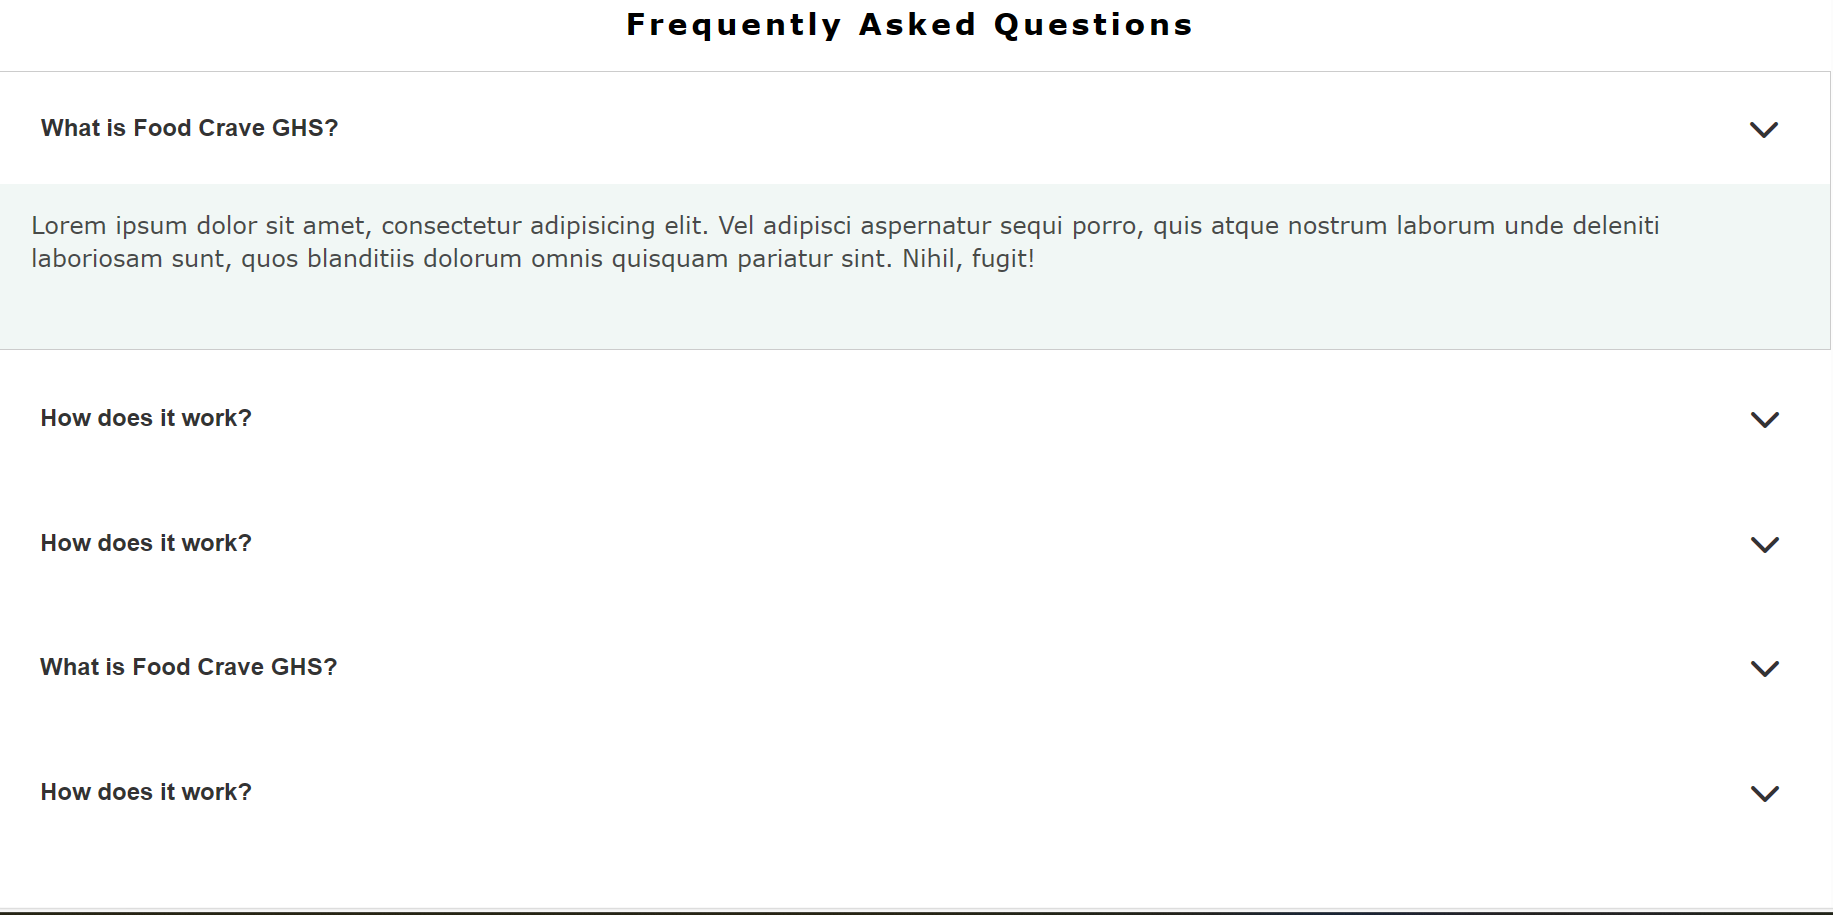 Frequently Asked Questions
What is Food Crave GHS?
Lorem ipsum dolor sit amet, consectetur adipisicing elit. Vel adipisci aspernatur sequi porro, quis atque nostrum laborum unde deleniti
laboriosam sunt, quos blanditiis dolorum omnis quisquam pariatur sint. Nihil, fugit!
How does it work?
How does it work?
What is Food Crave GHS?
How does it work?